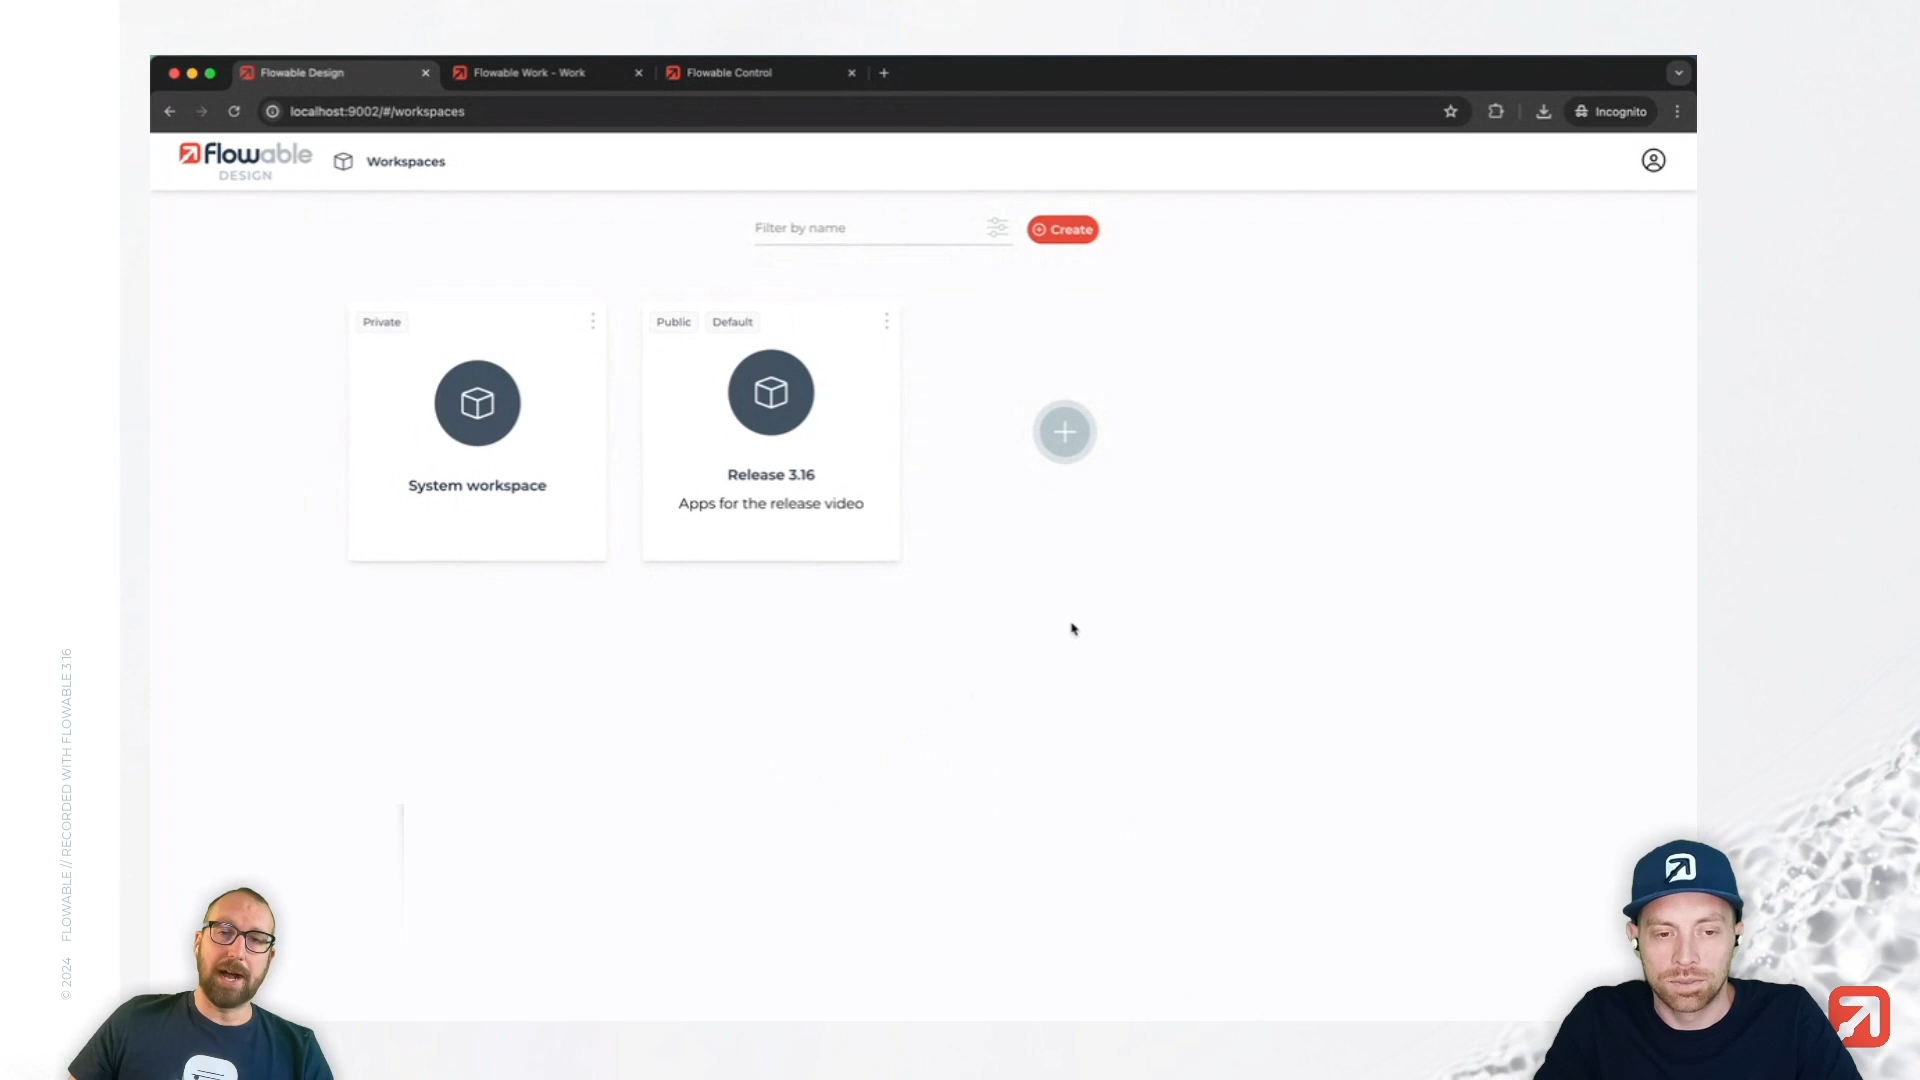 Flowable Design
Flowable Work - Work
Flowable Control
localhost:9002/#/workspaces
Incognito
flowable
DESIGN
Workspaces
Filter by name
Create
Private
System workspace
Public
Default
Release 3.16
Apps for the release video
© 2024 FLOWABLE // RECORDED WITH FLOWABLE 3.16